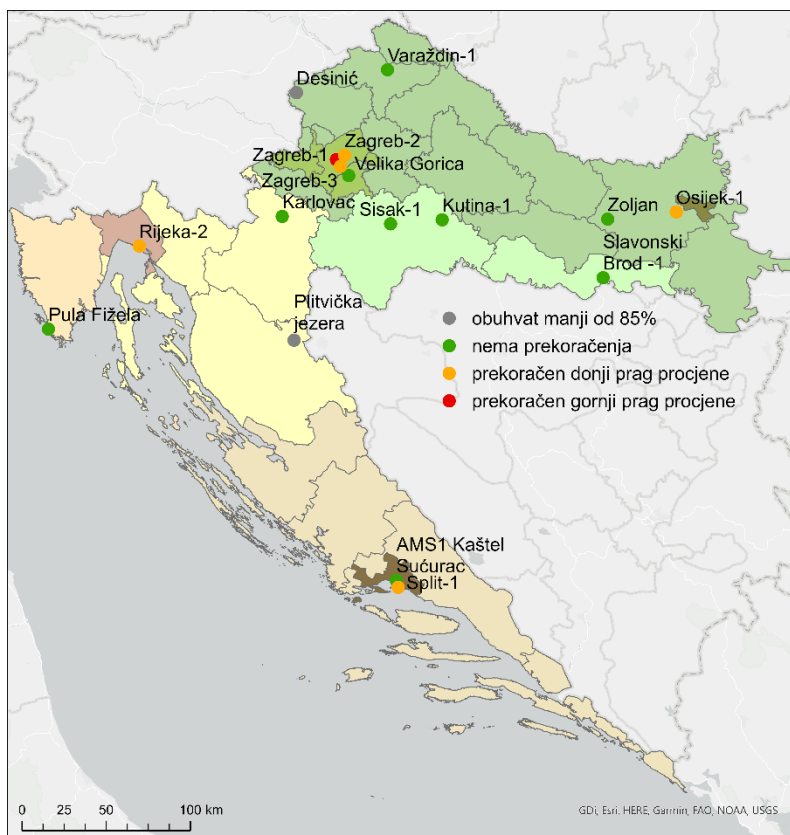 Varaždin-1
Desinić
Zagreb-2
Zagreb-1
Velika Gorica
Zagreb-3
Karlovac
Sisak-1
Kutina-1
Zoljan
Osijek-1
Rijeka-2
Slavonski
Brod -1
Pula Fižela
Plitvička
jezera
obuhvat manji od 85%
nema prekoračenja
prekoračen donji prag procjene
prekoračen gornji prag procjene
AMS1 Kaštel
Sućurac
Split-1
0 25 50 100 km
GDi, Esri, HERE, Garmin, FAO, NOAA, USGS